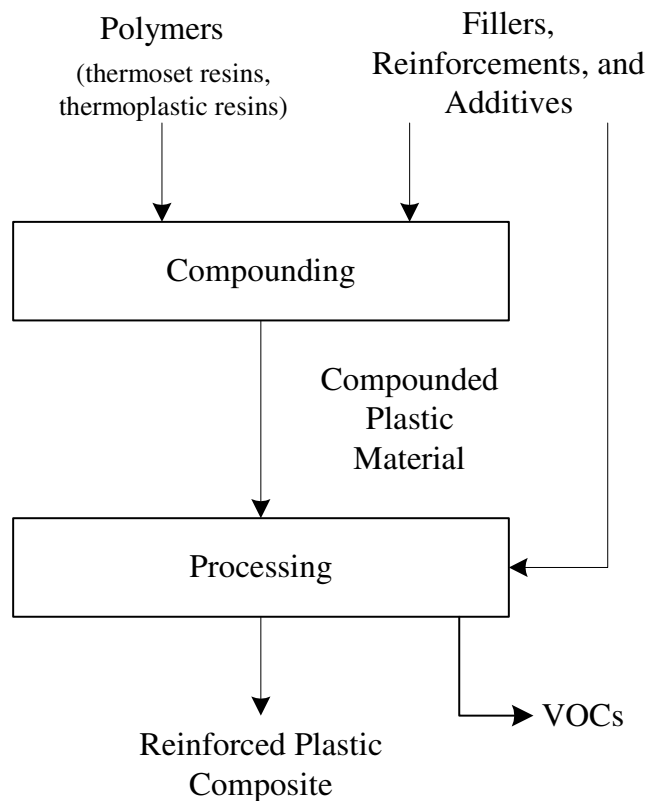 Polymers
(thermoset resins,
thermoplastic resins)
Fillers,
Reinforcements, and
Additives
Compounding
Compounded
Plastic
Material
Processing
VOCs
Reinforced Plastic
Composite